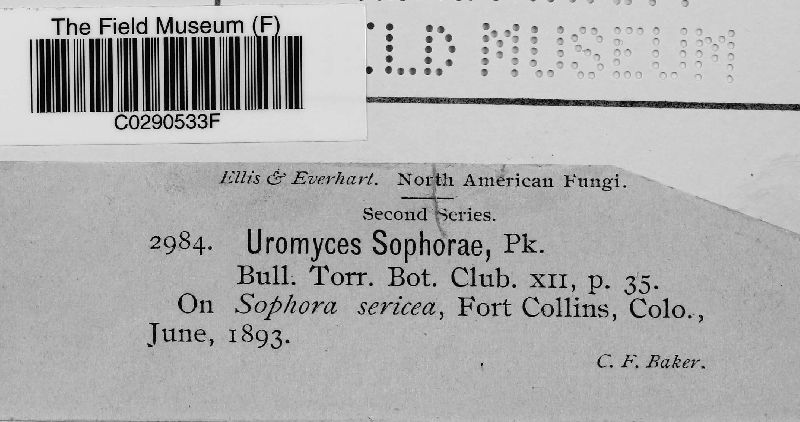 The Field Museum (F)
C0290533F
LD MUSEUM
Ellis & Everhart. North American Fungi.
Second Series.
2984. Uromyces Sophorae, Pk.
Bull. Torr. Bot. Club. XII, p. 35.
On Sophora sericea, Fort Collins, Colo.,
June, 1893.
C. F. Baker.